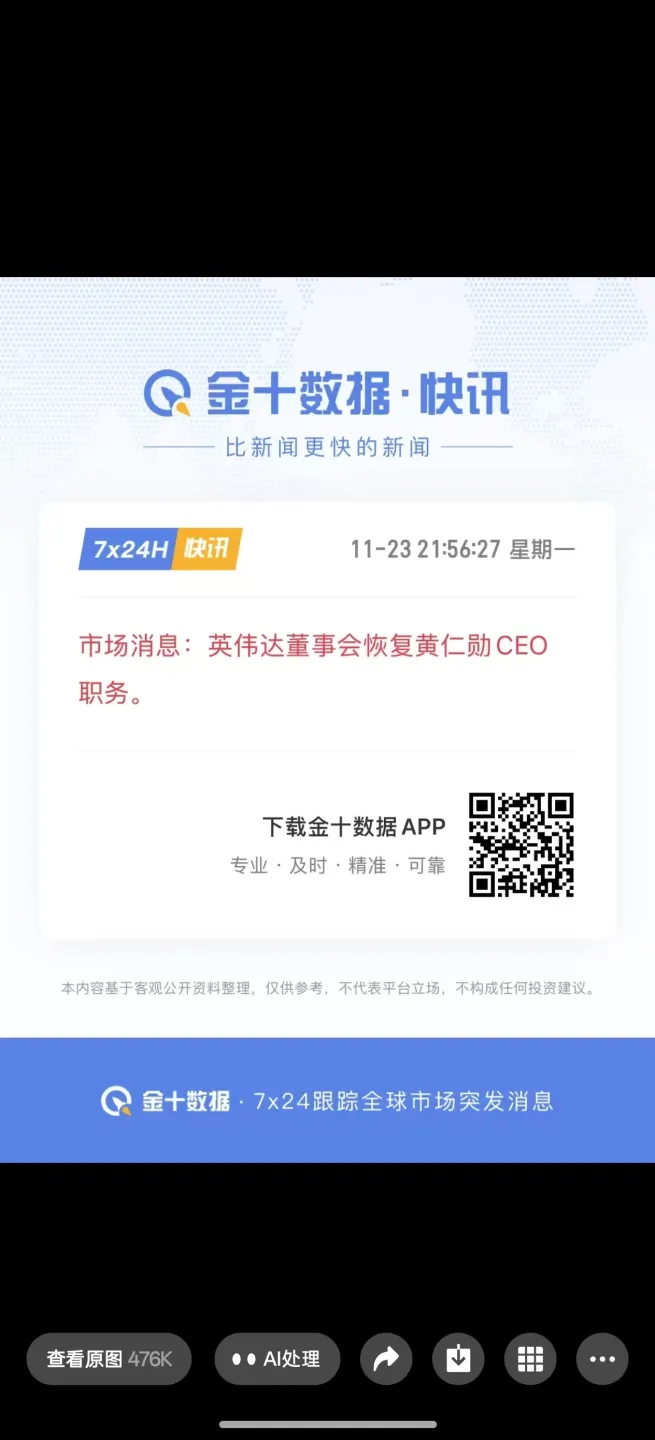 金十数据·快讯
比新闻更快的新闻
7x24H 快讯
11-23 21:56:27 星期一
市场消息：英伟达董事会恢复黄仁勋CEO
职务。
下载金十数据APP
专业·及时·精准·可靠
本内容基于客观公开资料整理，仅供参考，不代表平台立场，不构成任何投资建议。
金十数据·7x24跟踪全球市场突发消息
查看原图 476K
AI处理